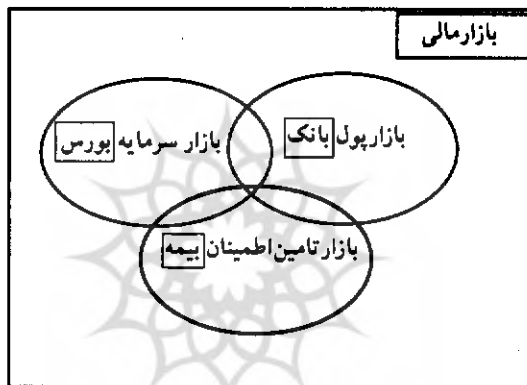 بازارمالی
بازارپول بانک
بازار سرمایه بورس
بازار تامین اطمینان بیمه